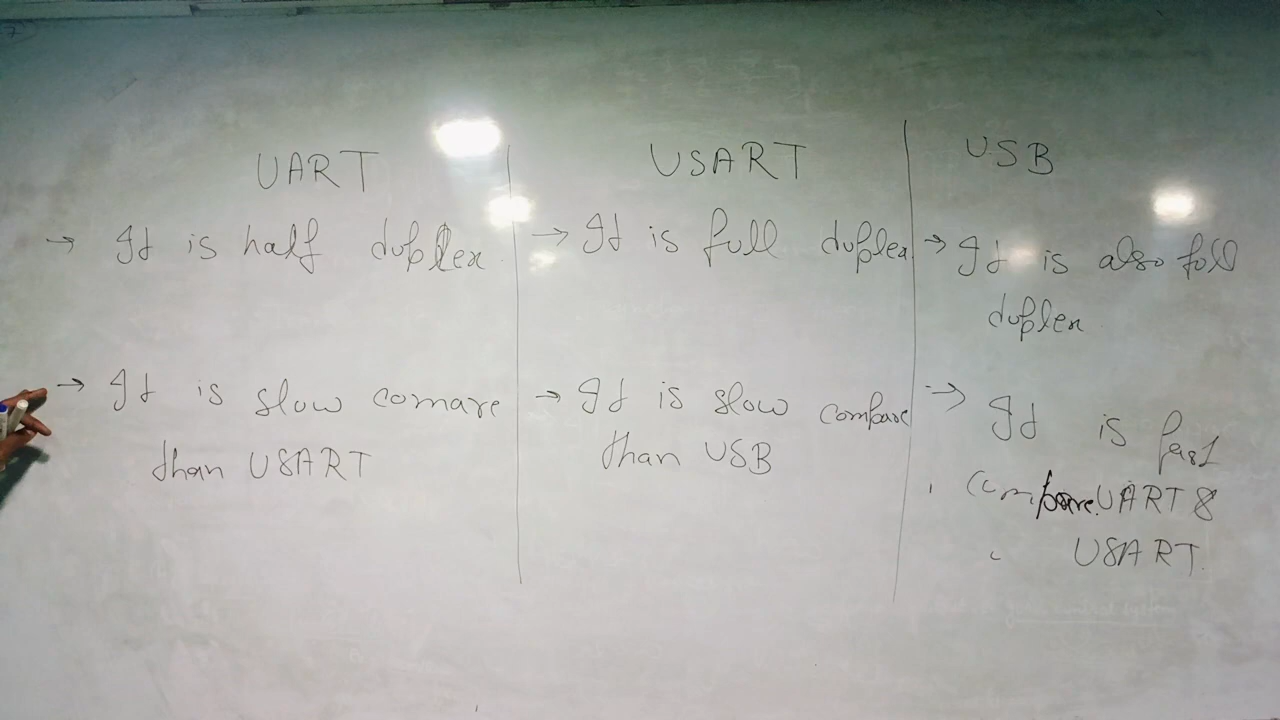 UART
→ It is half duplex
→ It is slow comare
than USART
USART
→ It is full duplex
→ It is slow compare
than USB
USB
→ It is also full
duplex
→ It is fast
Compare UART &
USART.